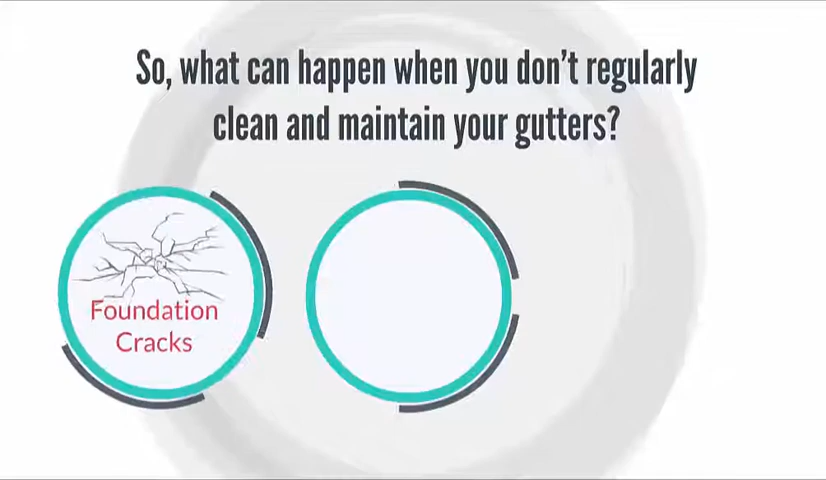 So, what can happen when you don't regularly
clean and maintain your gutters?
Foundation
Cracks